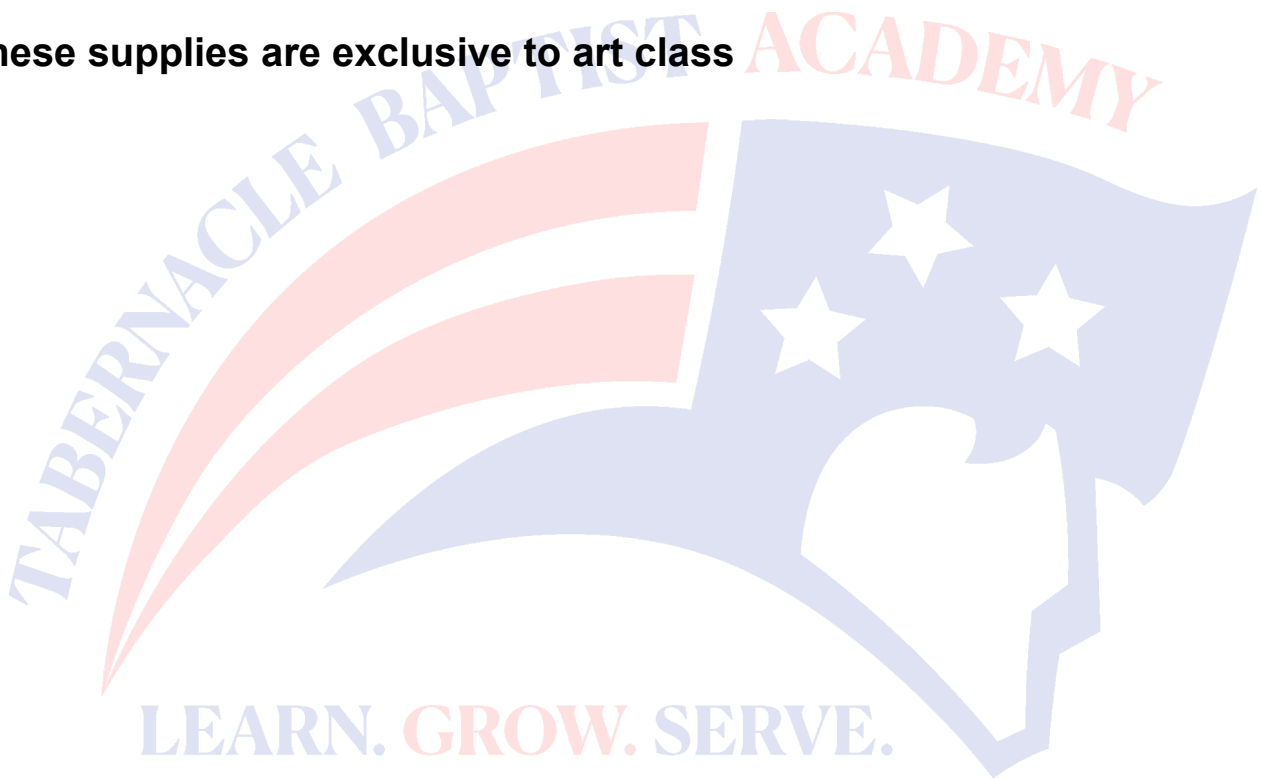 hese supplies are exclusive to art class
TABERNACLE BAPTIST ACADEMY
LEARN. GROW. SERVE.